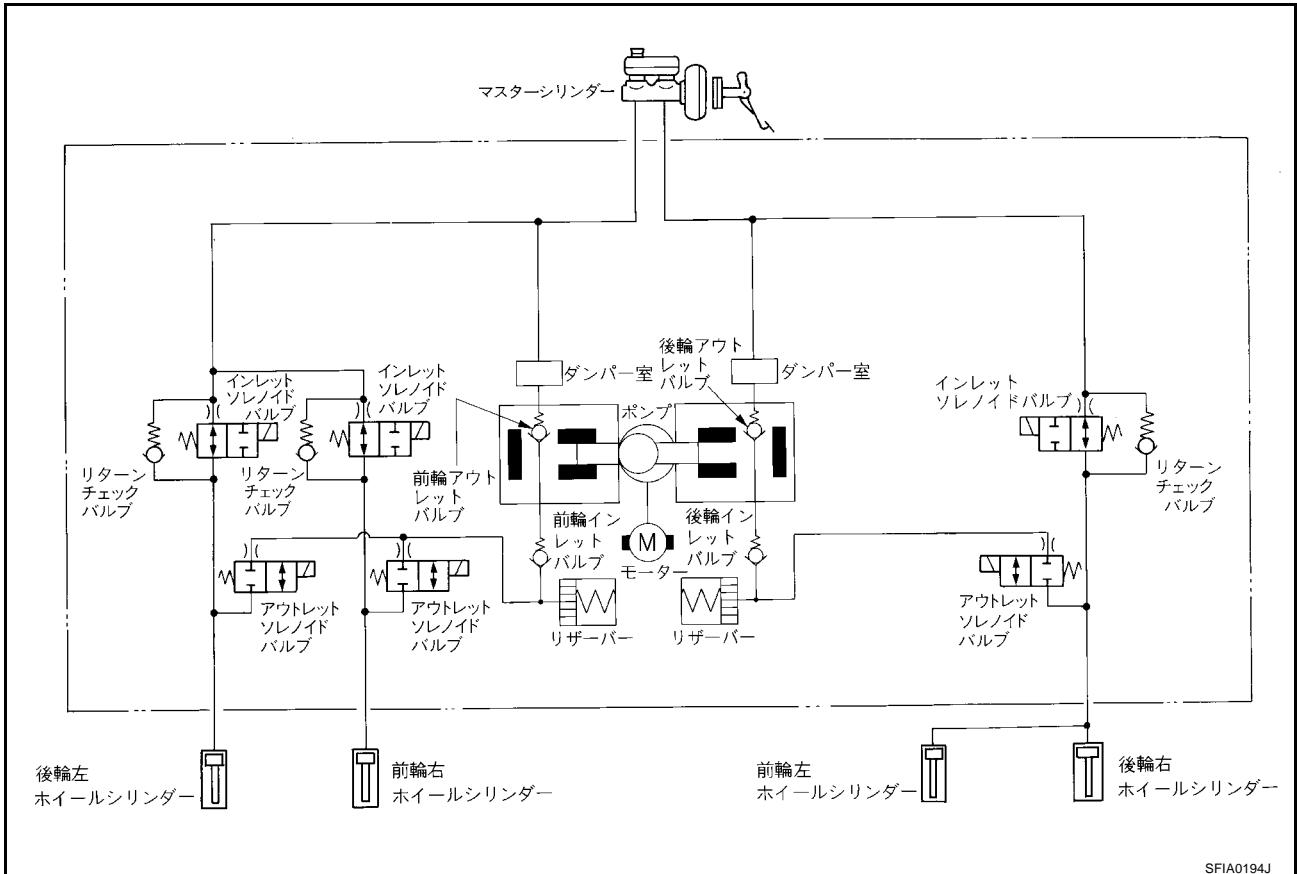 マスターシリンダー
インレット
ソレノイド
バルブ
インレット
ソレノイド
バルブ
リターン
チェック
バルブ
リターン
チェック
バルブ
ダンパー室
前輪アウト
レット
バルブ
後輪アウト
レット
バルブ
ダンパー室
ポンプ
前輪イン
レット
バルブ
M
モーター
後輪イン
レット
バルブ
インレット
ソレノイドバルブ
リターン
チェック
バルブ
アウトレット
ソレノイド
バルブ
アウトレット
ソレノイド
バルブ
リザーバー
リザーバー
アウトレット
ソレノイド
バルブ
後輪左
ホイールシリンダー
前輪右
ホイールシリンダー
前輪左
ホイールシリンダー
後輪右
ホイールシリンダー
SFIA0194J